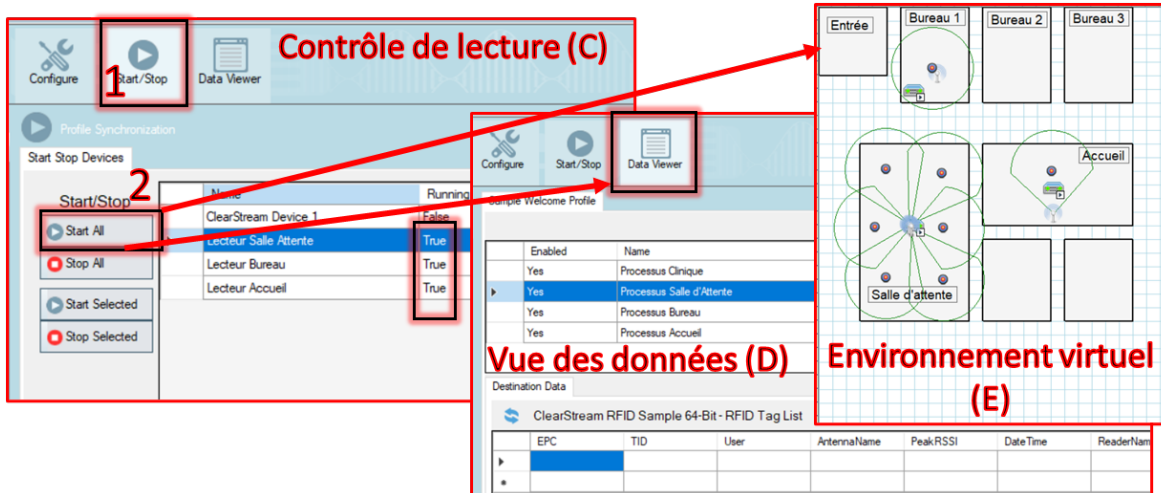 Contrôle de lecture (C)
Configure
Start/Stop
Data Viewer
1
Profile Synchronization
Start Stop Devices
2
Start/Stop
Start All
Stop All
Start Selected
Stop Selected
Name
Running
ClearStream Device 1
False
Lecteur Salle Attente
True
Lecteur Bureau
True
Lecteur Accueil
True
Configure
Start/Stop
Data Viewer
Sample Welcome Profile
Enabled
Name
Yes
Processus Clinique
Yes
Processus Salle d'Attente
Yes
Processus Bureau
Yes
Processus Accueil
Vue des données (D)
Destination Data
ClearStream RFID Sample 64-Bit - RFID Tag List
EPC
TID
User
AntennaName
PeakRSSI
DateTime
ReaderNam
Entrée
Bureau 1
Bureau 2
Bureau 3
Accueil
Salle d'attente
Environnement virtuel
(E)